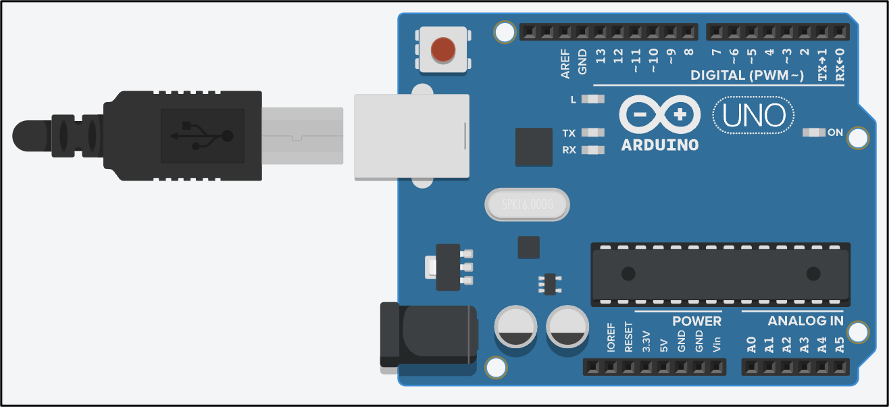 AREF
GND
13
12
~11
~10
~9
8
7
~6
~5
4
~3
2
TX→1
RX←0
DIGITAL (PWM~)
L
TX
RX
ARDUINO
UNO
ON
SPK16.000G
POWER
ANALOG IN
IOREF
RESET
3.3V
5V
GND
GND
Vin
A0
A1
A2
A3
A4
A5